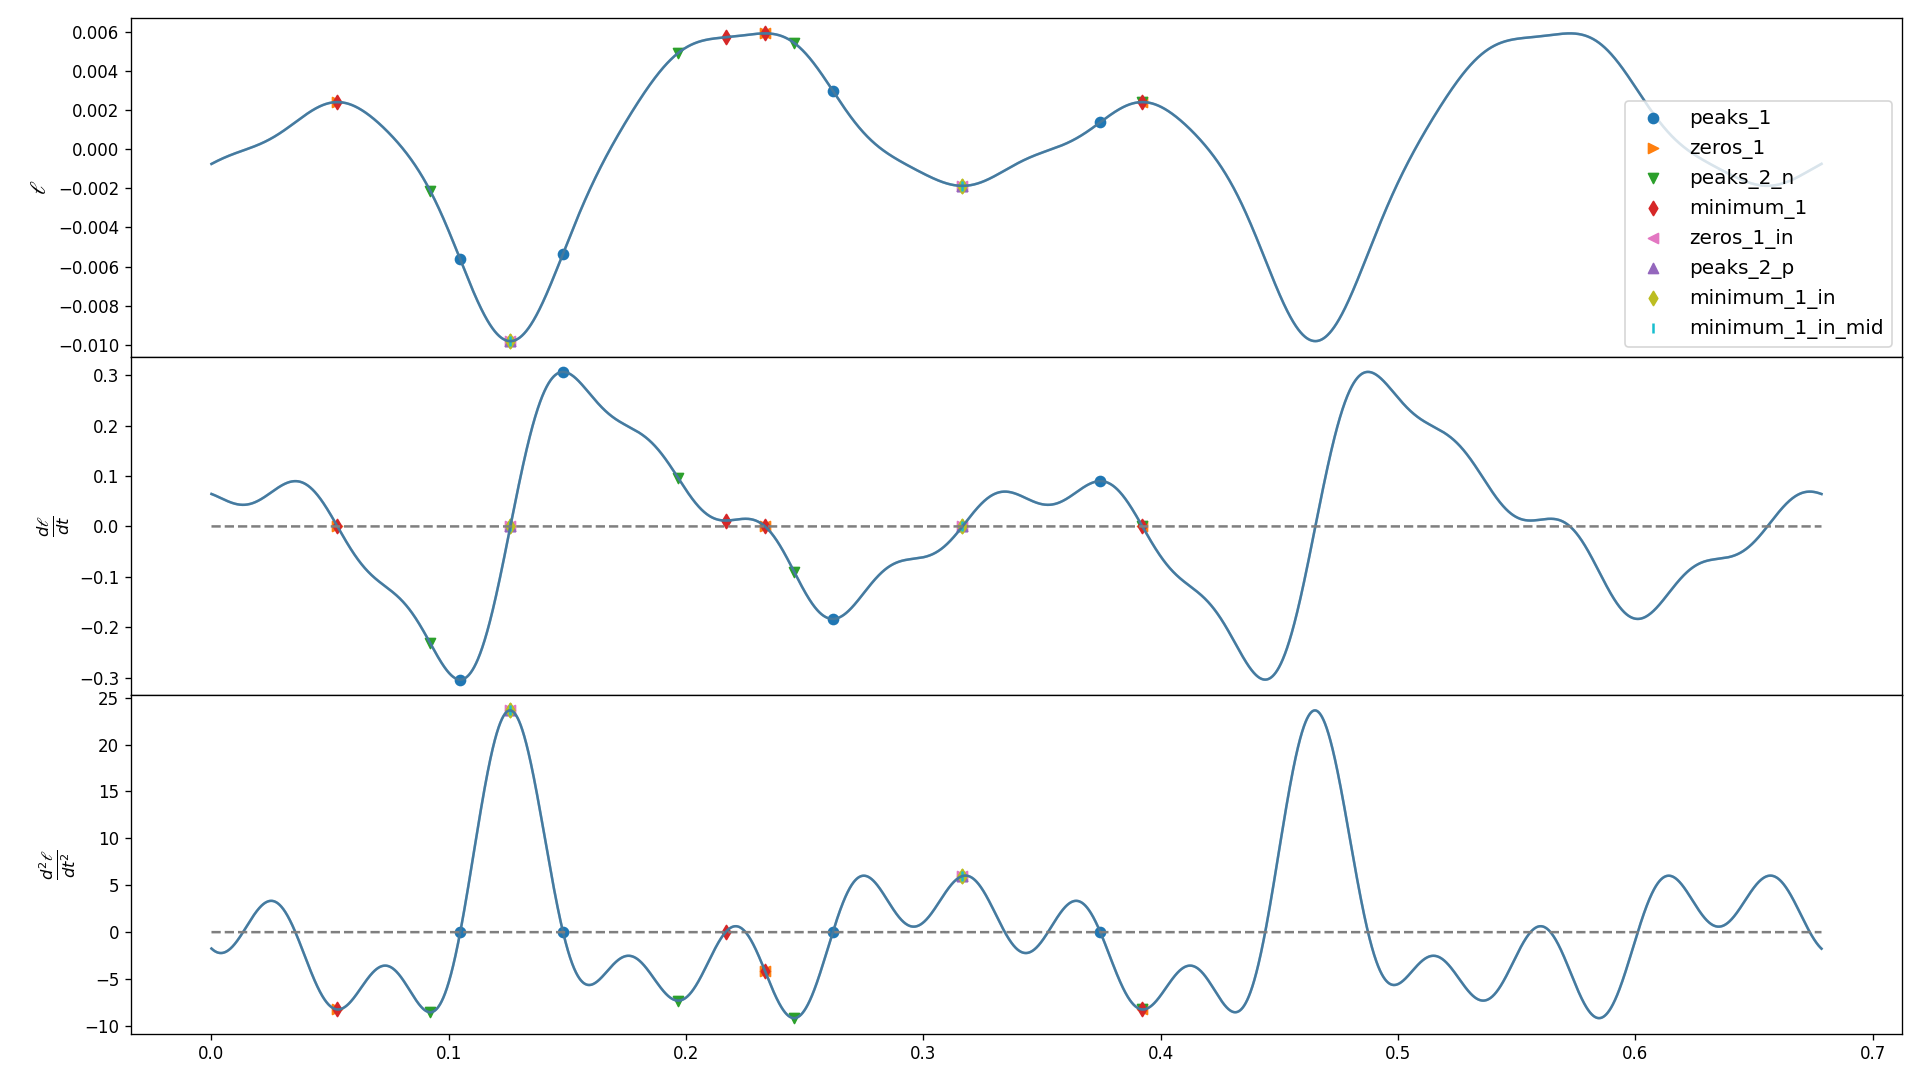 0.006
0.004
0.002
0.000
−0.002
−0.004
−0.006
−0.008
−0.010
ℓ
peaks_1
zeros_1
peaks_2_n
minimum_1
zeros_1_in
peaks_2_p
minimum_1_in
minimum_1_in_mid
0.3
0.2
0.1
0.0
−0.1
−0.2
−0.3
dℓ
dt
25
20
15
10
5
0
−5
−10
d²ℓ
dt²
0.0 0.1 0.2 0.3 0.4 0.5 0.6 0.7